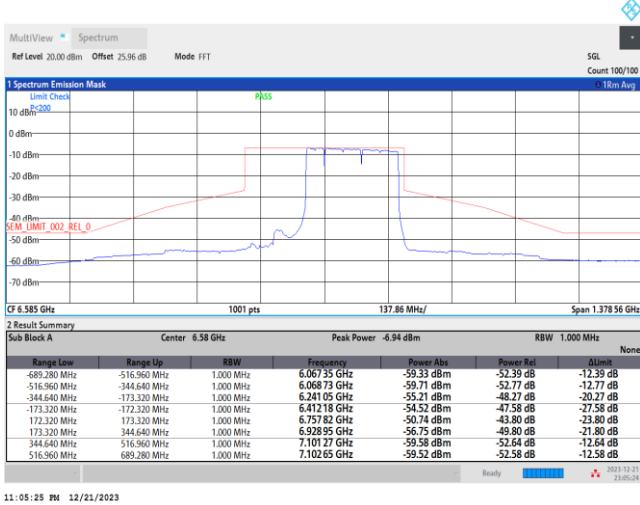 MultiView Spectrum
Ref Level 20.00 dBm Offset 25.96 dB Mode FFT SGL
Count 100/100
1 Spectrum Emission Mask 1Rm Avg
Limit Check PASS
P<200
10 dBm
0 dBm
-10 dBm
-20 dBm
-30 dBm
-40 dBm
SEM_LIMIT_002_REL_0
-50 dBm
-60 dBm
-70 dBm
CF 6.585 GHz 1001 pts 137.86 MHz/ Span 1.378 56 GHz
2 Result Summary
Sub Block A Center 6.58 GHz Peak Power -6.94 dBm RBW 1.000 MHz
None
Range Low Range Up RBW Frequency Power Abs Power Rel ΔLimit
-689.280 MHz -516.960 MHz 1.000 MHz 6.067 35 GHz -59.33 dBm -52.39 dB -12.39 dB
-516.960 MHz -344.640 MHz 1.000 MHz 6.068 73 GHz -59.71 dBm -52.77 dB -12.77 dB
-344.640 MHz -173.320 MHz 1.000 MHz 6.241 05 GHz -55.21 dBm -48.27 dB -20.27 dB
-173.320 MHz -172.320 MHz 1.000 MHz 6.412 18 GHz -54.52 dBm -47.58 dB -27.58 dB
172.320 MHz 173.320 MHz 1.000 MHz 6.757 82 GHz -50.74 dBm -43.80 dB -23.80 dB
173.320 MHz 344.640 MHz 1.000 MHz 6.928 95 GHz -56.75 dBm -49.80 dB -21.80 dB
344.640 MHz 516.960 MHz 1.000 MHz 7.101 27 GHz -59.58 dBm -52.64 dB -12.64 dB
516.960 MHz 689.280 MHz 1.000 MHz 7.102 65 GHz -59.52 dBm -52.58 dB -12.58 dB
Ready 2023-12-21
23:05:24
11:05:25 PM 12/21/2023